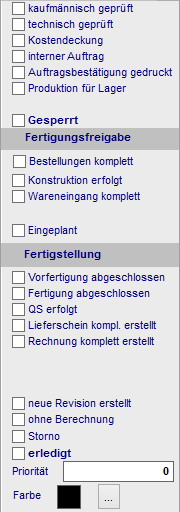 kaufmännisch geprüft
technisch geprüft
Kostendeckung
interner Auftrag
Auftragsbestätigung gedruckt
Produktion für Lager
Gesperrt
Fertigungsfreigabe
Bestellungen komplett
Konstruktion erfolgt
Wareneingang komplett
Eingeplant
Fertigstellung
Vorfertigung abgeschlossen
Fertigung abgeschlossen
QS erfolgt
Lieferschein kompl. erstellt
Rechnung komplett erstellt
neue Revision erstellt
ohne Berechnung
Storno
erledigt
Priorität 0
Farbe ...